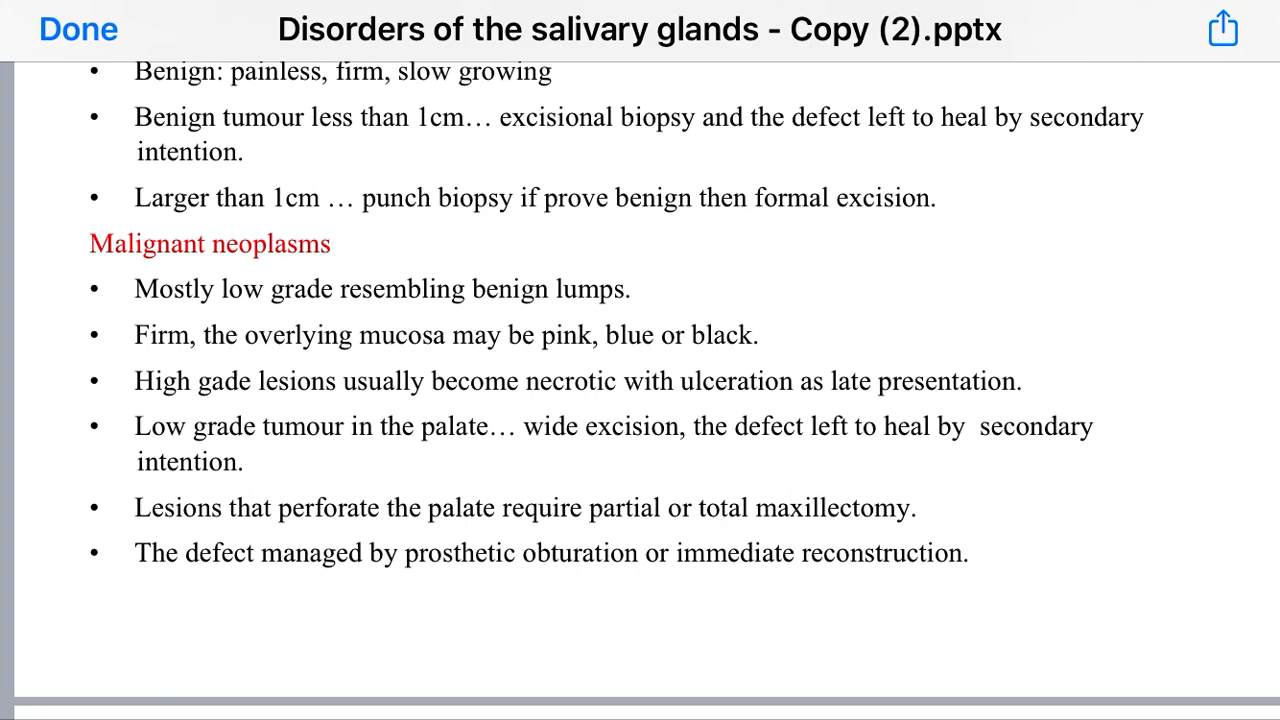 Done
Disorders of the salivary glands - Copy (2).pptx
• Benign: painless, firm, slow growing
• Benign tumour less than 1cm… excisional biopsy and the defect left to heal by secondary
intention.
• Larger than 1cm … punch biopsy if prove benign then formal excision.
Malignant neoplasms
• Mostly low grade resembling benign lumps.
• Firm, the overlying mucosa may be pink, blue or black.
• High gade lesions usually become necrotic with ulceration as late presentation.
• Low grade tumour in the palate… wide excision, the defect left to heal by  secondary
intention.
• Lesions that perforate the palate require partial or total maxillectomy.
• The defect managed by prosthetic obturation or immediate reconstruction.